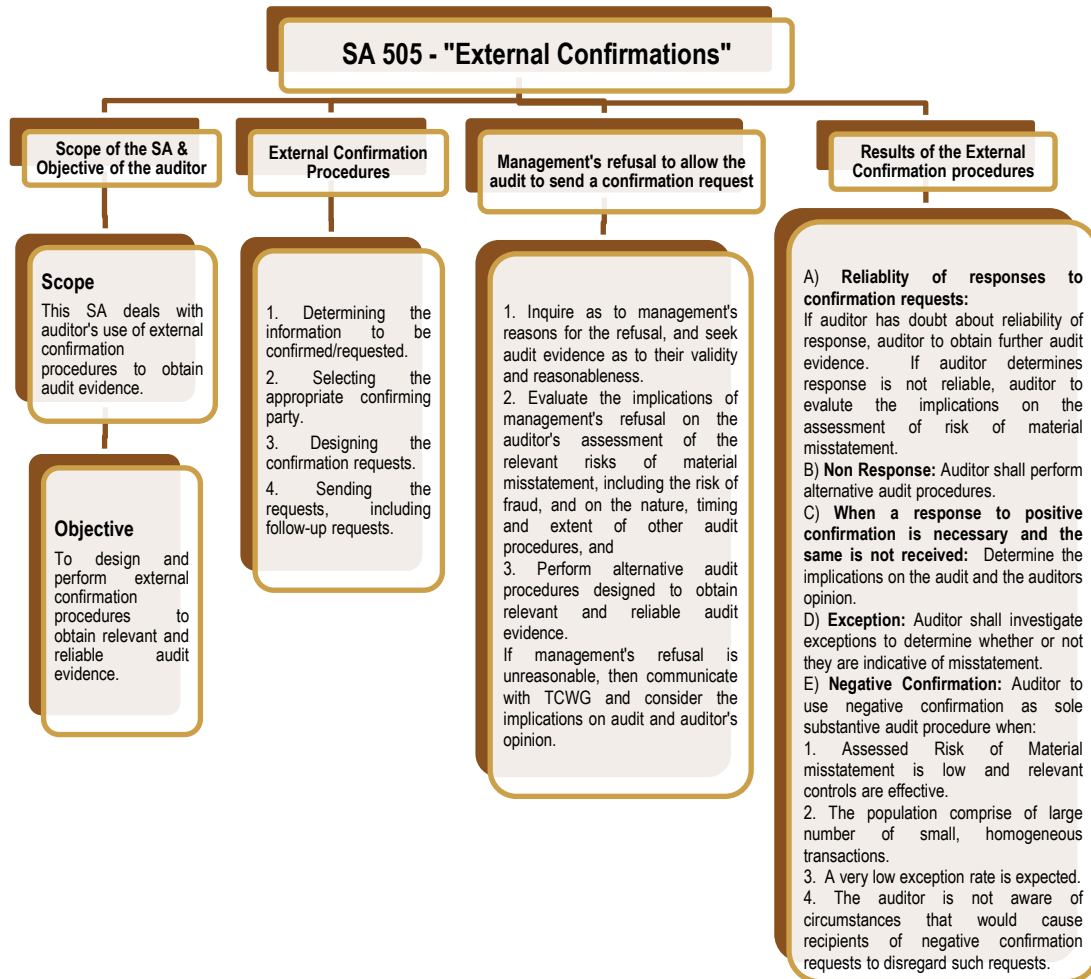 SA 505 - "External Confirmations"
Scope of the SA &
Objective of the auditor
Scope
This SA deals with
auditor's use of external
confirmation
procedures to obtain
audit evidence.
Objective
To design and
perform external
confirmation
procedures to
obtain relevant and
reliable audit
evidence.
External Confirmation
Procedures
1. Determining the
information to be
confirmed/requested.
2. Selecting the
appropriate confirming
party.
3. Designing the
confirmation requests.
4. Sending the
requests, including
follow-up requests.
Management's refusal to allow the
audit to send a confirmation request
1. Inquire as to management's
reasons for the refusal, and seek
audit evidence as to their validity
and reasonableness.
2. Evaluate the implications of
management's refusal on the
auditor's assessment of the
relevant risks of material
misstatement, including the risk of
fraud, and on the nature, timing
and extent of other audit
procedures, and
3. Perform alternative audit
procedures designed to obtain
relevant and reliable audit
evidence.
If management's refusal is
unreasonable, then communicate
with TCWG and consider the
implications on audit and auditor's
opinion.
Results of the External
Confirmation procedures
A) Reliablity of responses to
confirmation requests:
If auditor has doubt about reliability of
response, auditor to obtain further audit
evidence. If auditor determines
response is not reliable, auditor to
evalute the implications on the
assessment of risk of material
misstatement.
B) Non Response: Auditor shall perform
alternative audit procedures.
C) When a response to positive
confirmation is necessary and the
same is not received: Determine the
implications on the audit and the auditors
opinion.
D) Exception: Auditor shall investigate
exceptions to determine whether or not
they are indicative of misstatement.
E) Negative Confirmation: Auditor to
use negative confirmation as sole
substantive audit procedure when:
1. Assessed Risk of Material
misstatement is low and relevant
controls are effective.
2. The population comprise of large
number of small, homogeneous
transactions.
3. A very low exception rate is expected.
4. The auditor is not aware of
circumstances that would cause
recipients of negative confirmation
requests to disregard such requests.